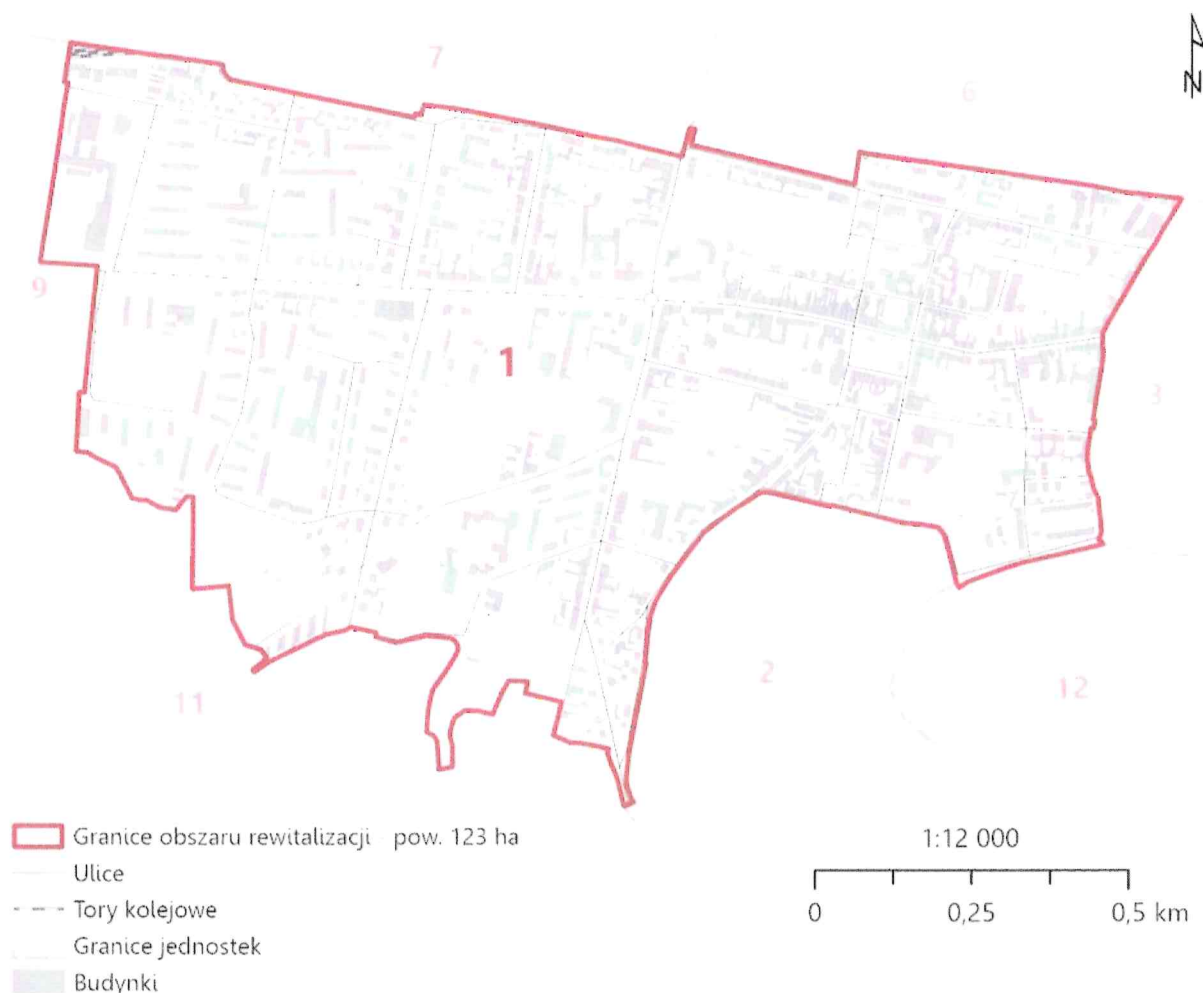 N
7
6
9
1
3
2
11
12
Granice obszaru rewitalizacji pow. 123 ha
Ulice
Tory kolejowe
Granice jednostek
Budynki
1:12 000
0 0,25 0,5 km